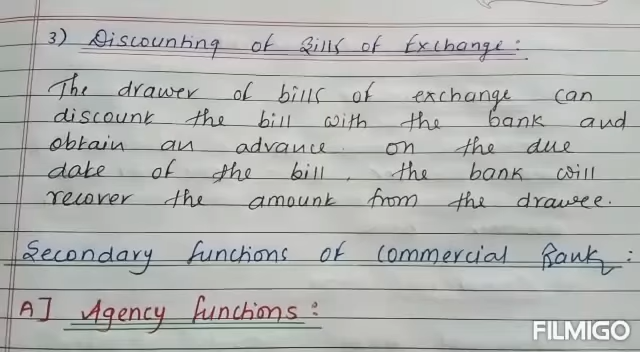 3) Discounting of Bills of Exchange:
The drawer of bills of exchange can
discount the bill with the bank and
obtain an advance. on the due
date of the bill, the bank will
recover the amount from the drawee.
Secondary functions of Commercial Bank:
A] Agency functions:
FILMIGO